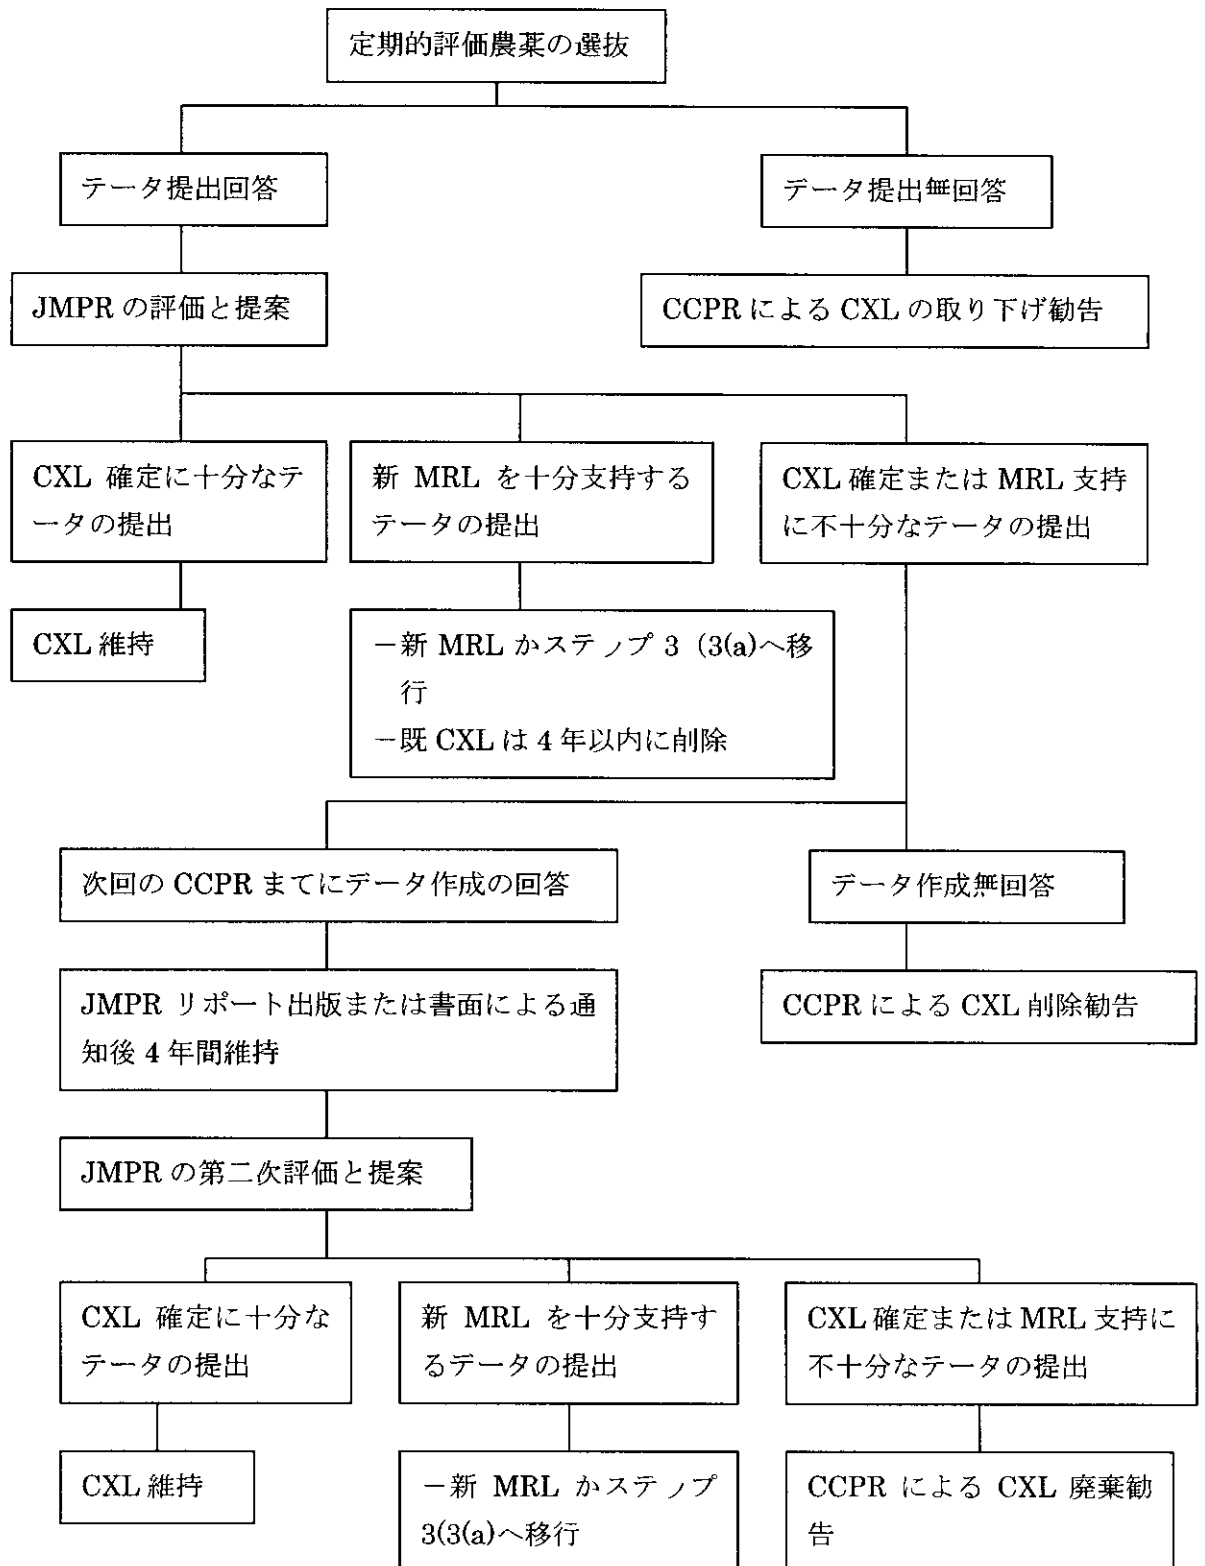 定期的評価農薬の選抜
テータ提出回答
データ提出無回答
JMPR の評価と提案
CCPR による CXL の取り下げ勧告
CXL 確定に十分なテ
ータの提出
新 MRL を十分支持する
テータの提出
CXL 確定または MRL 支持
に不十分なテータの提出
CXL 維持
－新 MRL かステノプ 3 (3(a)へ移
行
－既 CXL は 4 年以内に削除
次回の CCPR まてにデータ作成の回答
データ作成無回答
JMPR リポート出版または書面による通
知後 4 年間維持
CCPR による CXL 削除勧告
JMPR の第二次評価と提案
CXL 確定に十分な
テータの提出
新 MRL を十分支持す
るデータの提出
CXL 確定または MRL 支持に
不十分なテータの提出
CXL 維持
－新 MRL かステノプ
3(3(a)へ移行
CCPR による CXL 廃棄勧
告